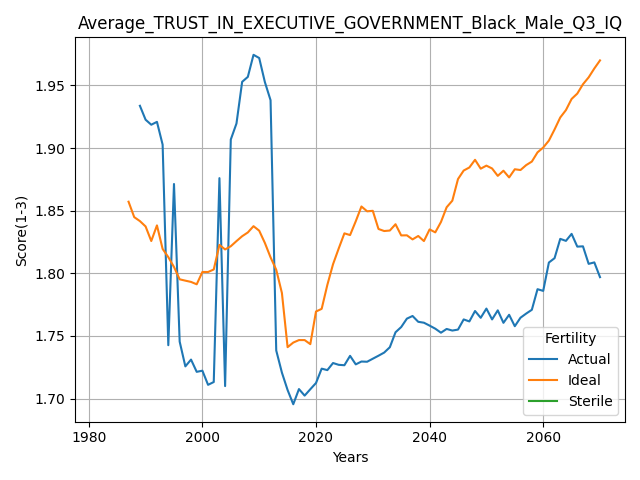 Average_TRUST_IN_EXECUTIVE_GOVERNMENT_Black_Male_Q3_IQ
1.95
1.90
1.85
1.80
1.75
1.70
Score(1-3)
1980
2000
2020
2040
2060
Years
Fertility
Actual
Ideal
Sterile